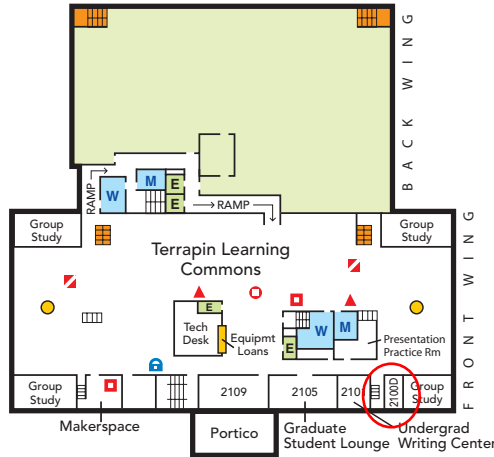 BACK WING
W
M
E
E
RAMP
RAMP
Group
Study
Group
Study
Terrapin Learning
Commons
FRONT WING
E
Tech
Desk
Equipmt
Loans
W
M
E
Presentation
Practice Rm
Group
Study
2109
2105
2101
2100D
Group
Study
Makerspace
Portico
Graduate
Student Lounge
Undergrad
Writing Center